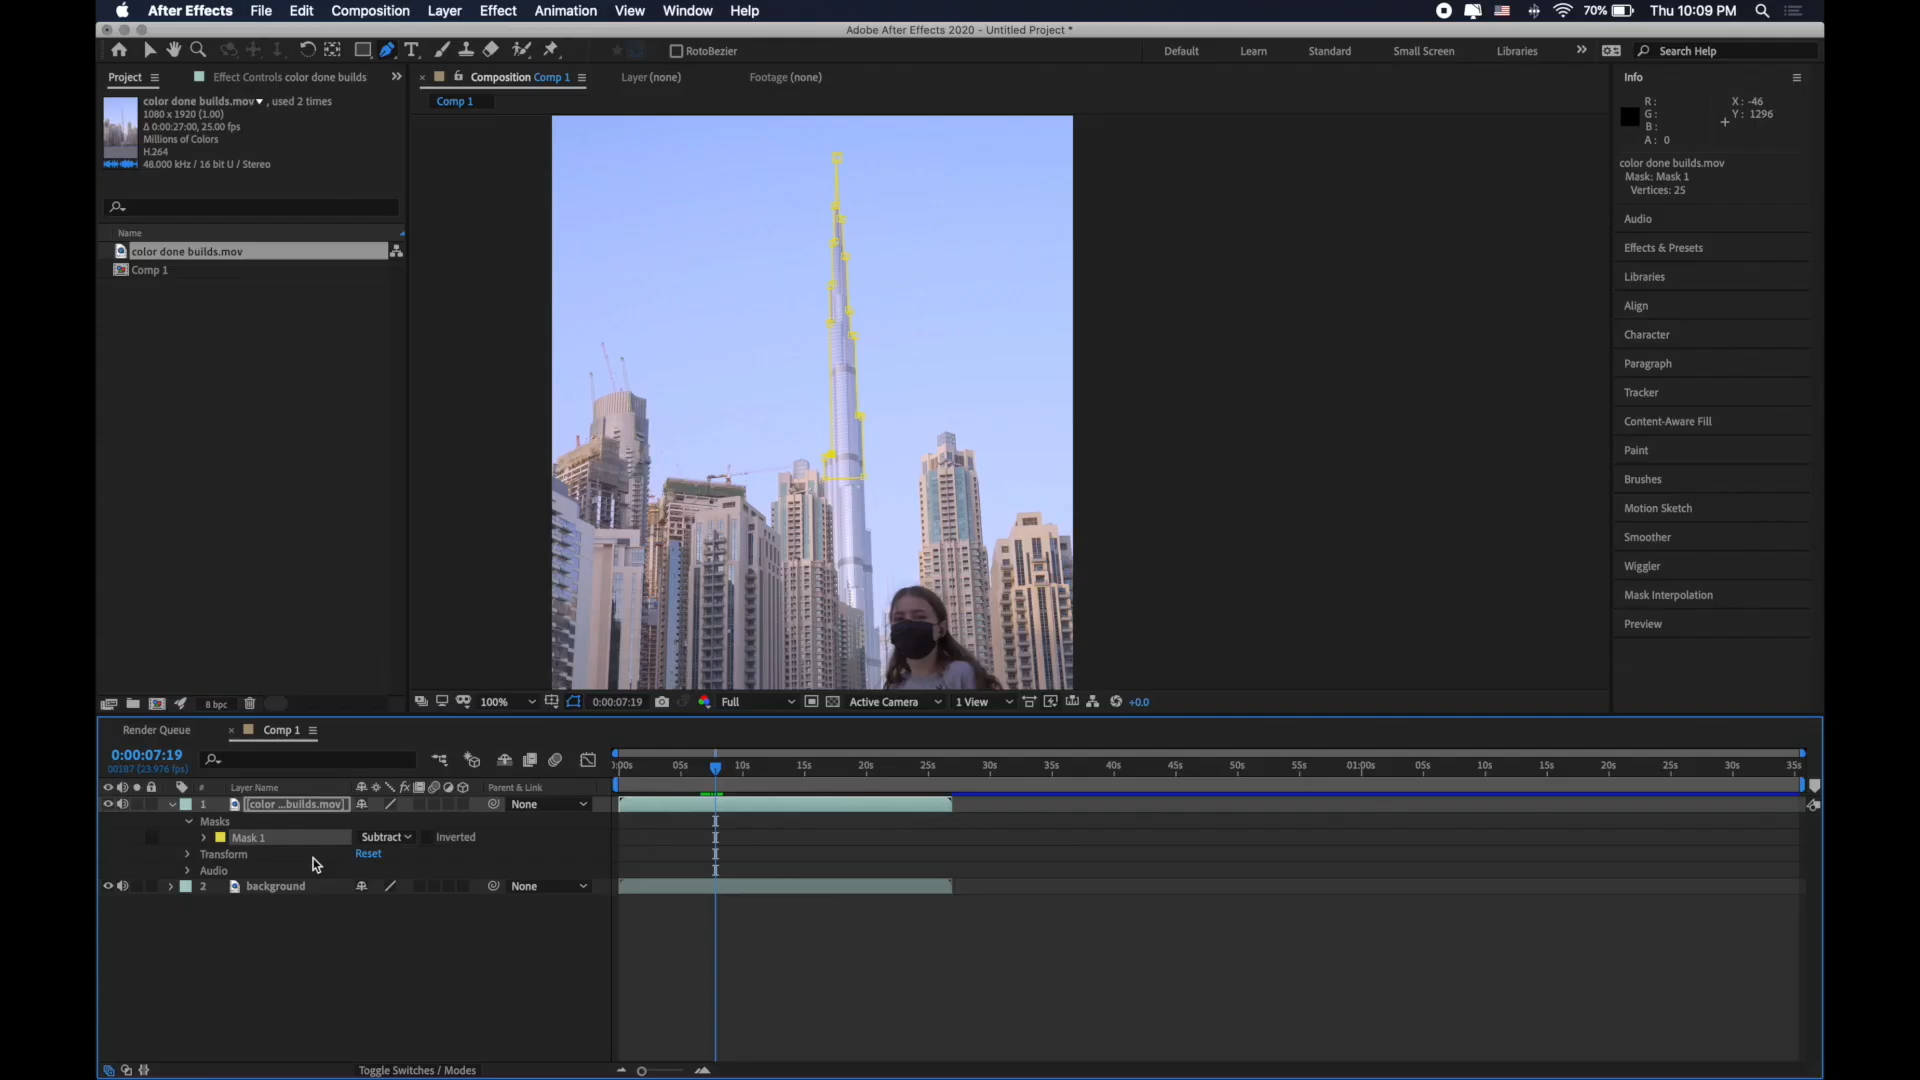 After Effects File Edit Composition Layer Effect Animation View Window Help 70% Thu 10:09 PM
Adobe After Effects 2020 - Untitled Project *
RotoBezier Default Learn Standard Small Screen Libraries Search Help
Project Effect Controls color done builds Composition Comp 1 Layer (none) Footage (none) Info
color done builds.mov , used 2 times
1080 x 1920 (1.00)
Δ 0:00:27:00, 25.00 fps
Millions of Colors
H.264
48.000 kHz / 16 bit U / Stereo
Comp 1
R:
G:
B:
A: 0
X: -46
Y: 1296
color done builds.mov
Mask: Mask 1
Vertices: 25
Name
color done builds.mov
Comp 1
Audio
Effects & Presets
Libraries
Align
Character
Paragraph
Tracker
Content-Aware Fill
Paint
Brushes
Motion Sketch
Smoother
Wiggler
Mask Interpolation
Preview
8 bpc
100% 0:00:07:19 Full Active Camera 1 View +0.0
Render Queue Comp 1
0:00:07:19
00187 (23.976 fps)
0:00s 05s 10s 15s 20s 25s 30s 35s 40s 45s 50s 55s 01:00s 05s 10s 15s 20s 25s 30s 35s
# Layer Name Parent & Link
1 [color ...builds.mov] None
Masks
Mask 1 Subtract Inverted
Transform Reset
Audio
2 background None
Toggle Switches / Modes